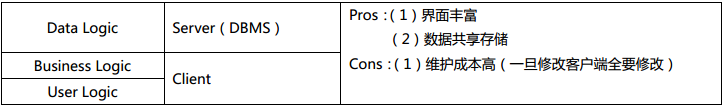 Data Logic
Server（DBMS）
Business Logic
User Logic
Client
Pros：（1）界面丰富
（2）数据共享存储
Cons：（1）维护成本高（一旦修改客户端全要修改）